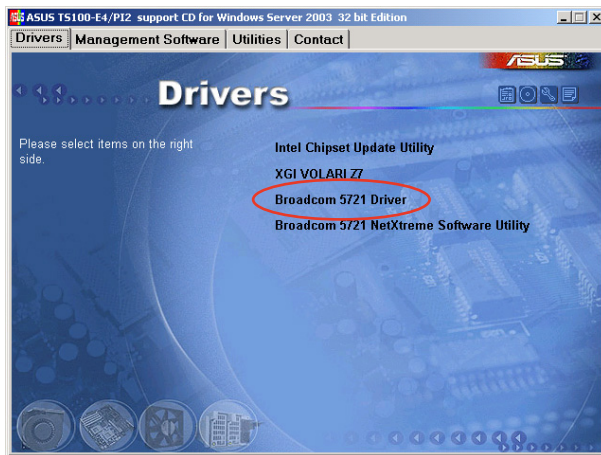 ASUS TS100-E4/PI2 support CD for Windows Server 2003 32 bit Edition
Drivers Management Software Utilities Contact
ASUS
Drivers
Please select items on the right
side.
Intel Chipset Update Utility
XGI VOLARI Z7
Broadcom 5721 Driver
Broadcom 5721 NetXtreme Software Utility